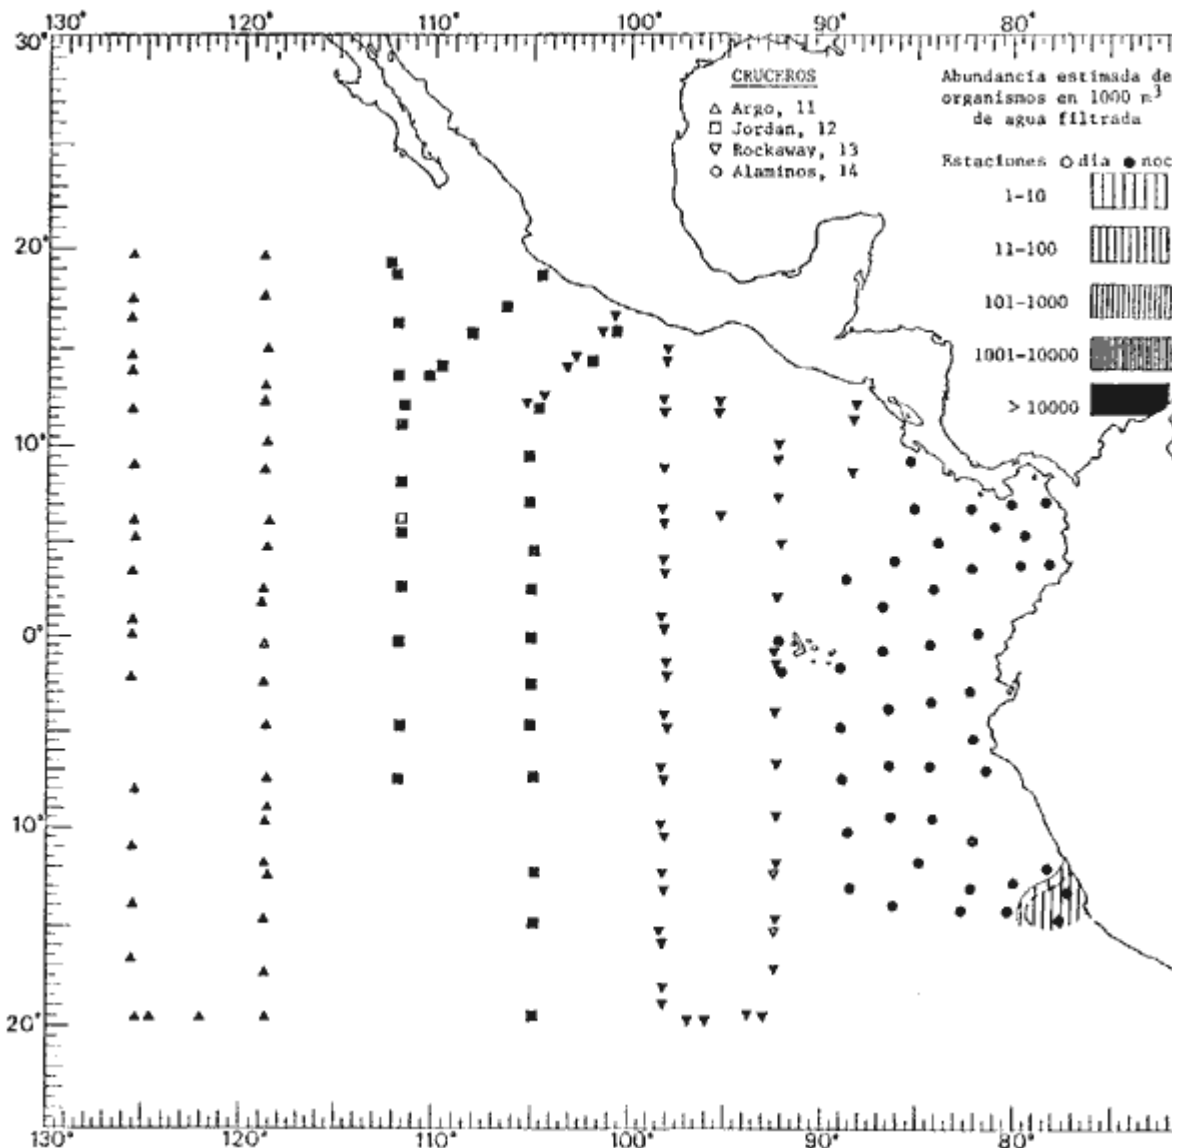 130° 120° 110° 100° 90° 80°
30°
20°
10°
0°
10°
20°
CRUCEROS
△ Argo, 11
□ Jordan, 12
▽ Rockaway, 13
○ Alaminos, 14
Abundancia estimada de
organismos en 1000 m³
de agua filtrada
Estaciones ○ dia ● noc
1-10
11-100
101-1000
1001-10000
> 10000
130° 120° 110° 100° 90° 80°